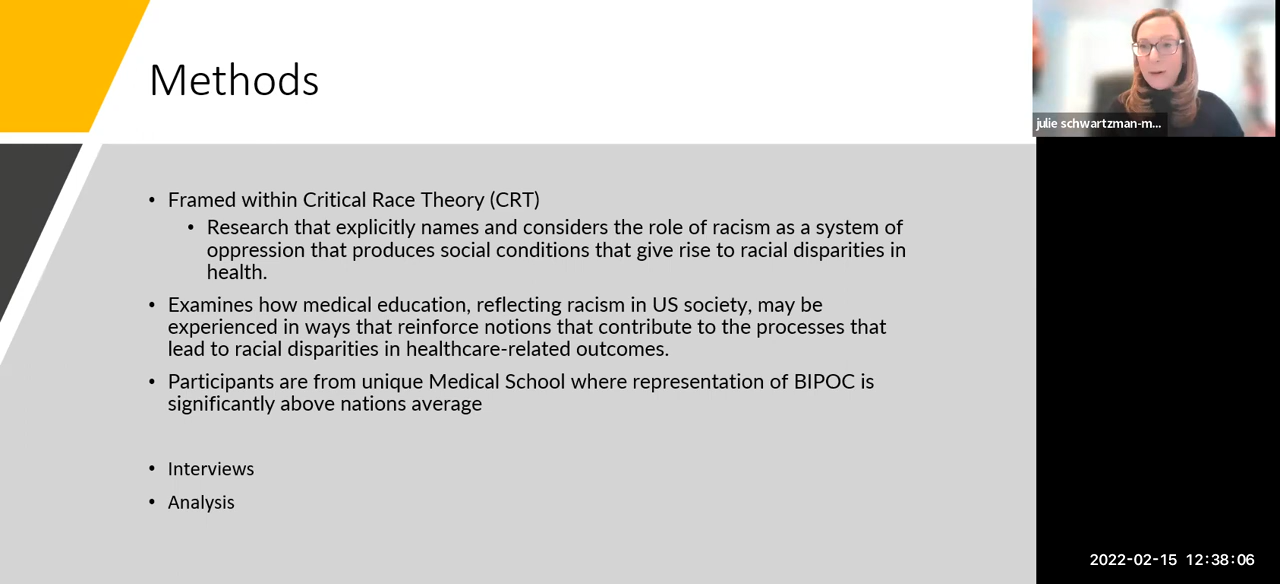 Methods
julie schwartzman-m...
• Framed within Critical Race Theory (CRT)
• Research that explicitly names and considers the role of racism as a system of
oppression that produces social conditions that give rise to racial disparities in
health.
• Examines how medical education, reflecting racism in US society, may be
experienced in ways that reinforce notions that contribute to the processes that
lead to racial disparities in healthcare-related outcomes.
• Participants are from unique Medical School where representation of BIPOC is
significantly above nations average
• Interviews
• Analysis
2022-02-15 12:38:06